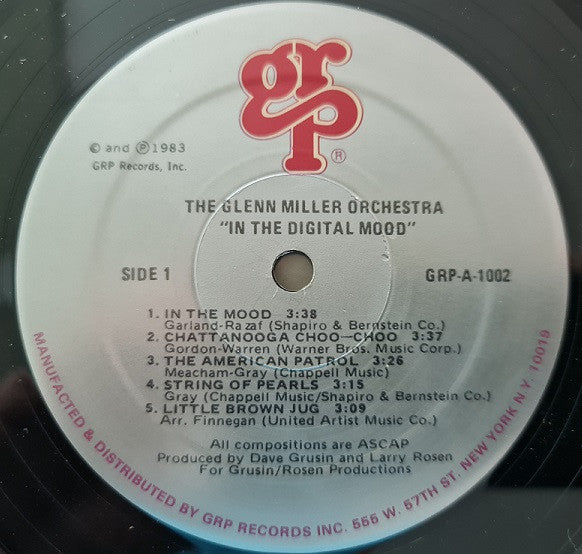 grp®
© and ℗ 1983
GRP Records, Inc.
THE GLENN MILLER ORCHESTRA
"IN THE DIGITAL MOOD"
SIDE 1
GRP-A-1002
1. IN THE MOOD 3:38
Garland-Razaf (Shapiro & Bernstein Co.)
2. CHATTANOOGA CHOO-CHOO 3:37
Gordon-Warren (Warner Bros. Music Corp.)
3. THE AMERICAN PATROL 3:26
Meacham-Gray (Chappell Music)
4. STRING OF PEARLS 3:15
Gray (Chappell Music/Shapiro & Bernstein Co.)
5. LITTLE BROWN JUG 3:09
Arr. Finnegan (United Artist Music Co.)
All compositions are ASCAP
Produced by Dave Grusin and Larry Rosen
For Grusin/Rosen Productions
MANUFACTED & DISTRIBUTED BY GRP RECORDS INC. 555 W. 57TH ST. NEW YORK N.Y. 10019